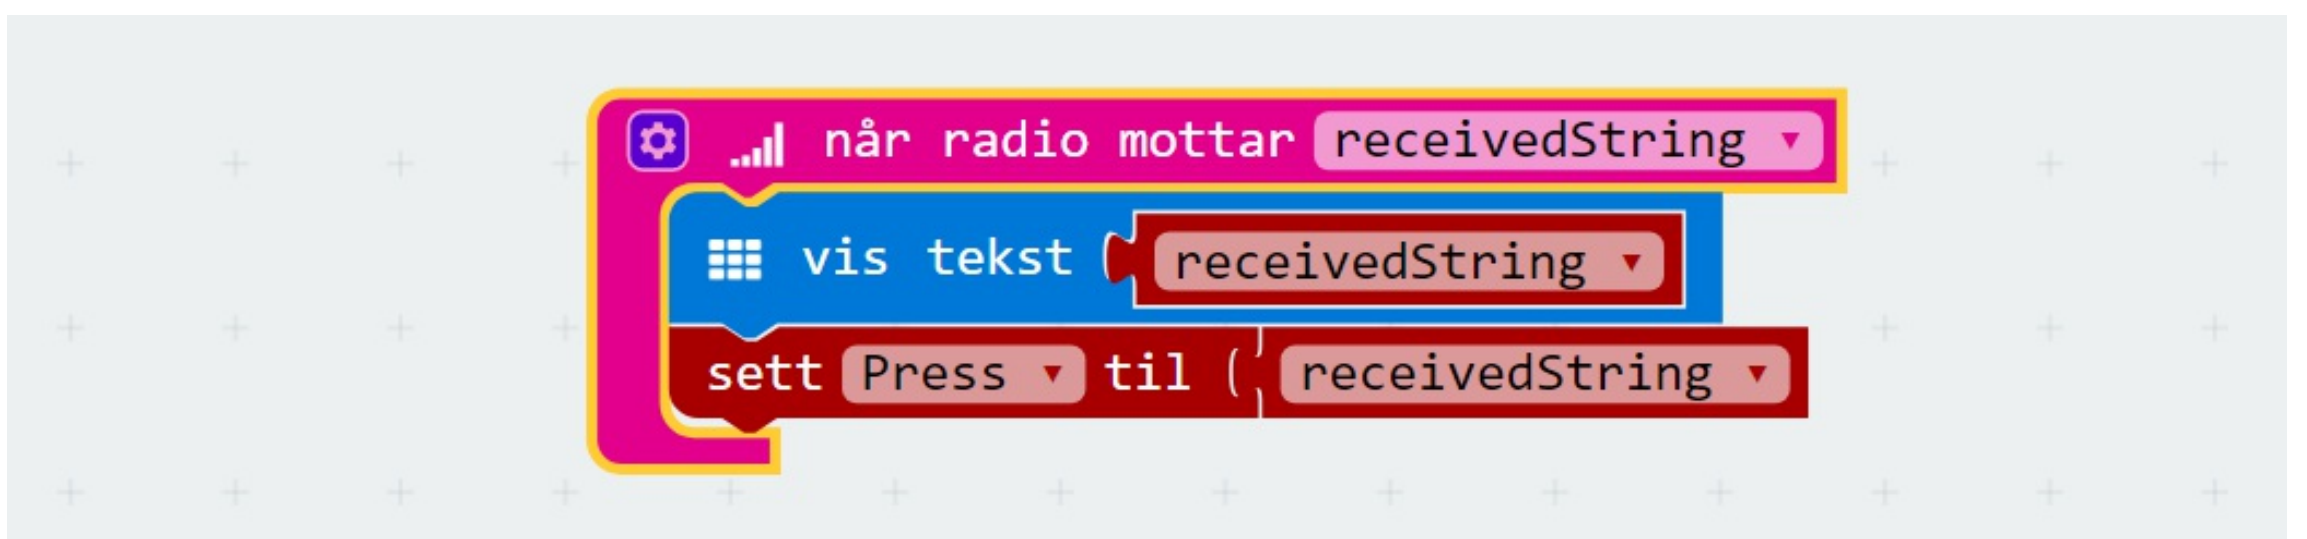 når radio mottar receivedString
vis tekst receivedString
sett Press til receivedString